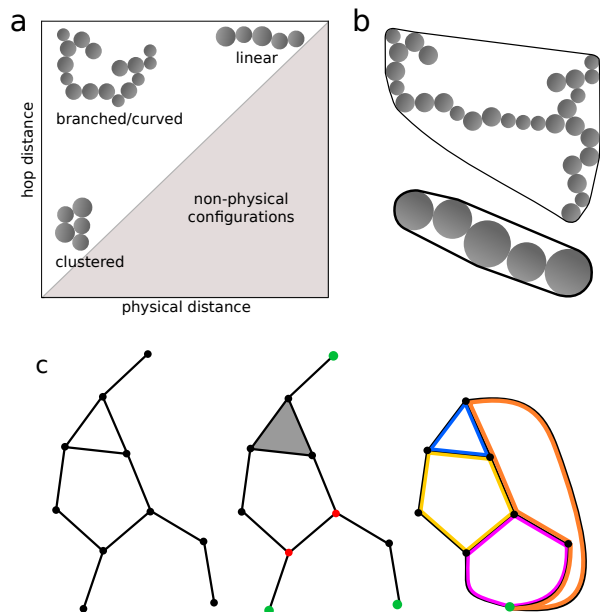 a
b
linear
branched/curved
hop distance
non-physical
configurations
clustered
physical distance
c